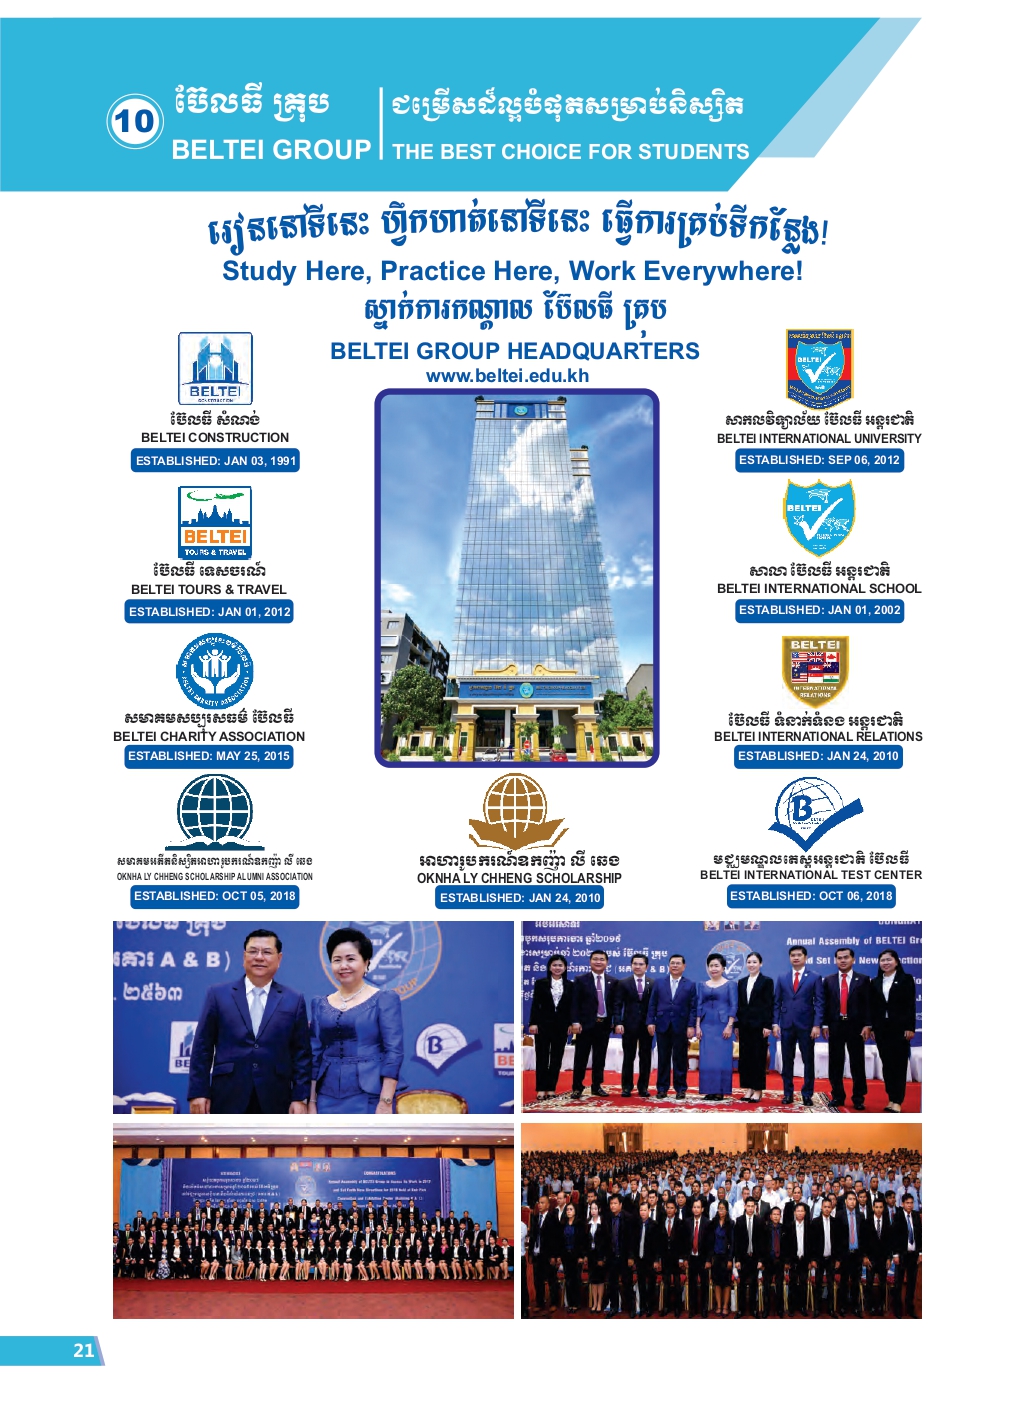 10
ប៊ែលធី គ្រុប
BELTEI GROUP
ជម្រើសដ៏ល្អបំផុតសម្រាប់និស្សិត
THE BEST CHOICE FOR STUDENTS
រៀននៅទីនេះ ហ្វឹកហាត់នៅទីនេះ ធ្វើការគ្រប់ទីកន្លែង!
Study Here, Practice Here, Work Everywhere!
ស្នាក់ការកណ្តាល ប៊ែលធី គ្រុប
BELTEI GROUP HEADQUARTERS
www.beltei.edu.kh
BELTEI
CONSTRUCTION
ប៊ែលធី សំណង់
BELTEI CONSTRUCTION
ESTABLISHED: JAN 03, 1991
BELTEI
TOURS & TRAVEL
ប៊ែលធី ទេសចរណ៍
BELTEI TOURS & TRAVEL
ESTABLISHED: JAN 01, 2012
BELTEI CHARITY ASSOCIATION
សមាគមសប្បុរសធម៌ ប៊ែលធី
BELTEI CHARITY ASSOCIATION
ESTABLISHED: MAY 25, 2015
សមាគមអតីតនិស្សិតអាហារូបករណ៍ឧកញ៉ា លី ឆេង
OKNHA LY CHHENG SCHOLARSHIP ALUMNI ASSOCIATION
ESTABLISHED: OCT 05, 2018
អាហារូបករណ៍ឧកញ៉ា លី ឆេង
OKNHA LY CHHENG SCHOLARSHIP
ESTABLISHED: JAN 24, 2010
BELTEI
សាកលវិទ្យាល័យ ប៊ែលធី អន្តរជាតិ
BELTEI INTERNATIONAL UNIVERSITY
ESTABLISHED: SEP 06, 2012
BELTEI
សាលា ប៊ែលធី អន្តរជាតិ
BELTEI INTERNATIONAL SCHOOL
ESTABLISHED: JAN 01, 2002
BELTEI
INTERNATIONAL
RELATIONS
ប៊ែលធី ទំនាក់ទំនង អន្តរជាតិ
BELTEI INTERNATIONAL RELATIONS
ESTABLISHED: JAN 24, 2010
B
BELTEI
មជ្ឈមណ្ឌលតេស្តអន្តរជាតិ ប៊ែលធី
BELTEI INTERNATIONAL TEST CENTER
ESTABLISHED: OCT 06, 2018
A & B)
២៥៦៣
Annual Assembly of BELTEI Gr
21